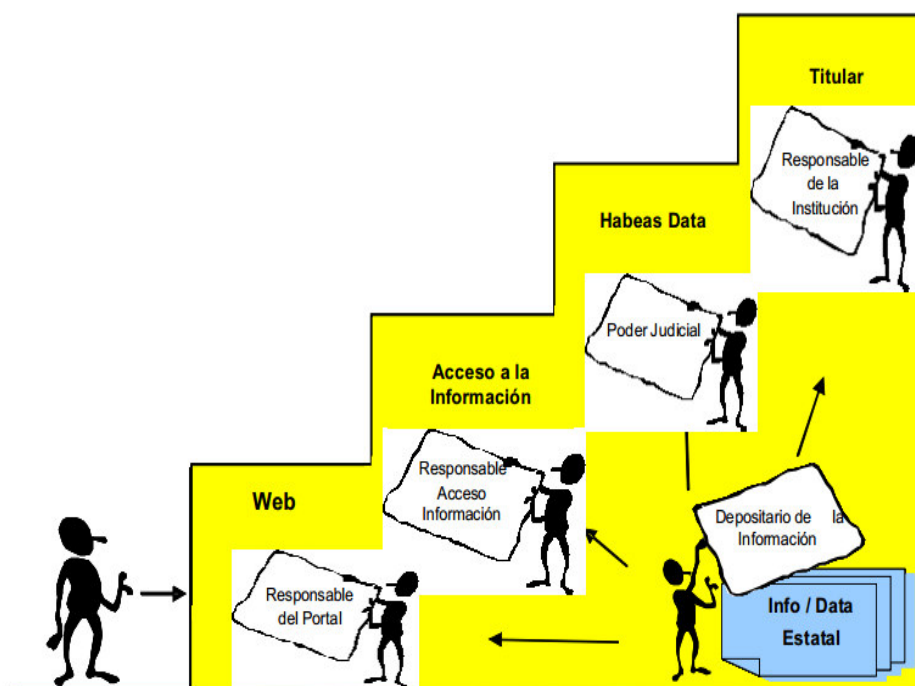 Titular
Responsable
de la
Institución
Habeas Data
Poder Judicial
Acceso a la
Información
Responsable
Acceso
Información
Web
Responsable
del Portal
Depositario de la
Información
Info / Data
Estatal